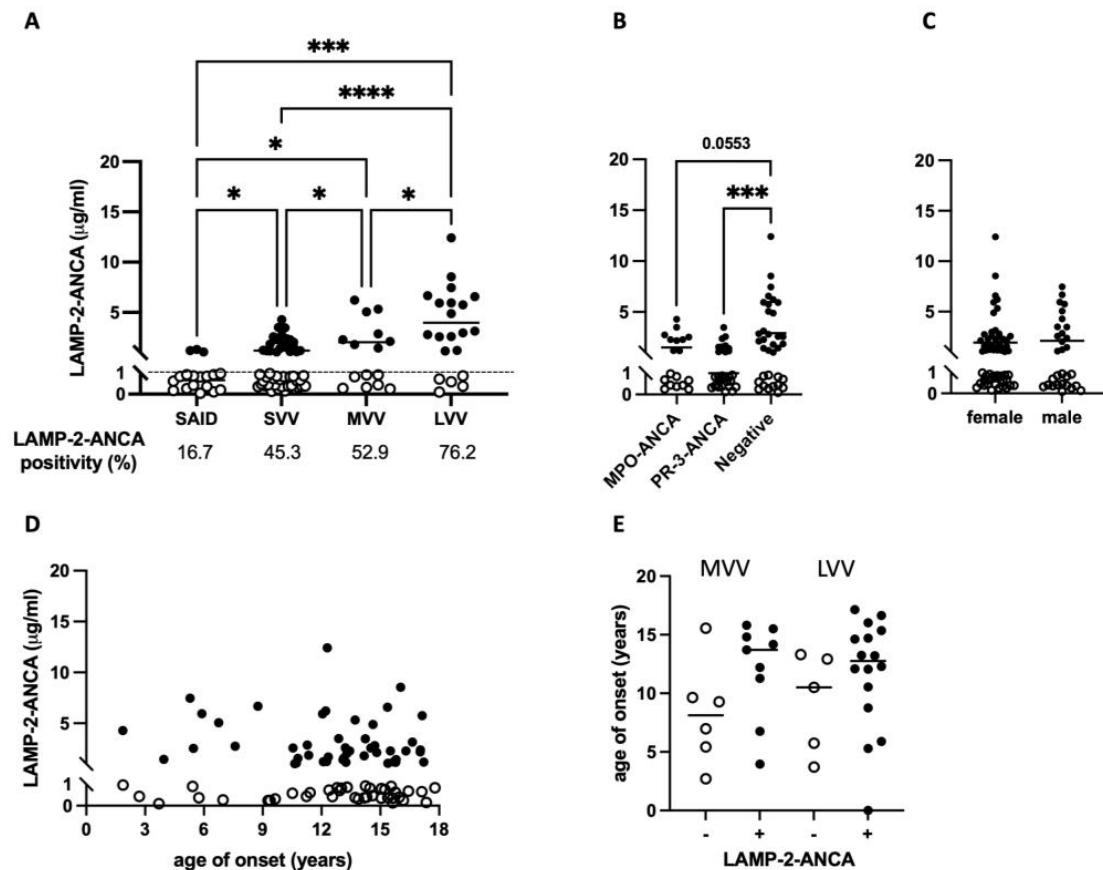 A
B
C
***
****
*
*
*
*
LAMP-2-ANCA (μg/ml)
20
15
10
5
1
0
SAID SVV MVV LVV
LAMP-2-ANCA
positivity (%)
16.7 45.3 52.9 76.2
0.0553
***
20
15
10
5
1
0
MPO-ANCA
PR-3-ANCA
Negative
20
15
10
5
1
0
female male
D
E
LAMP-2-ANCA (μg/ml)
20
15
10
5
1
0
0 3 6 9 12 15 18
age of onset (years)
MVV LVV
age of onset (years)
20
15
10
5
0
- + - +
LAMP-2-ANCA